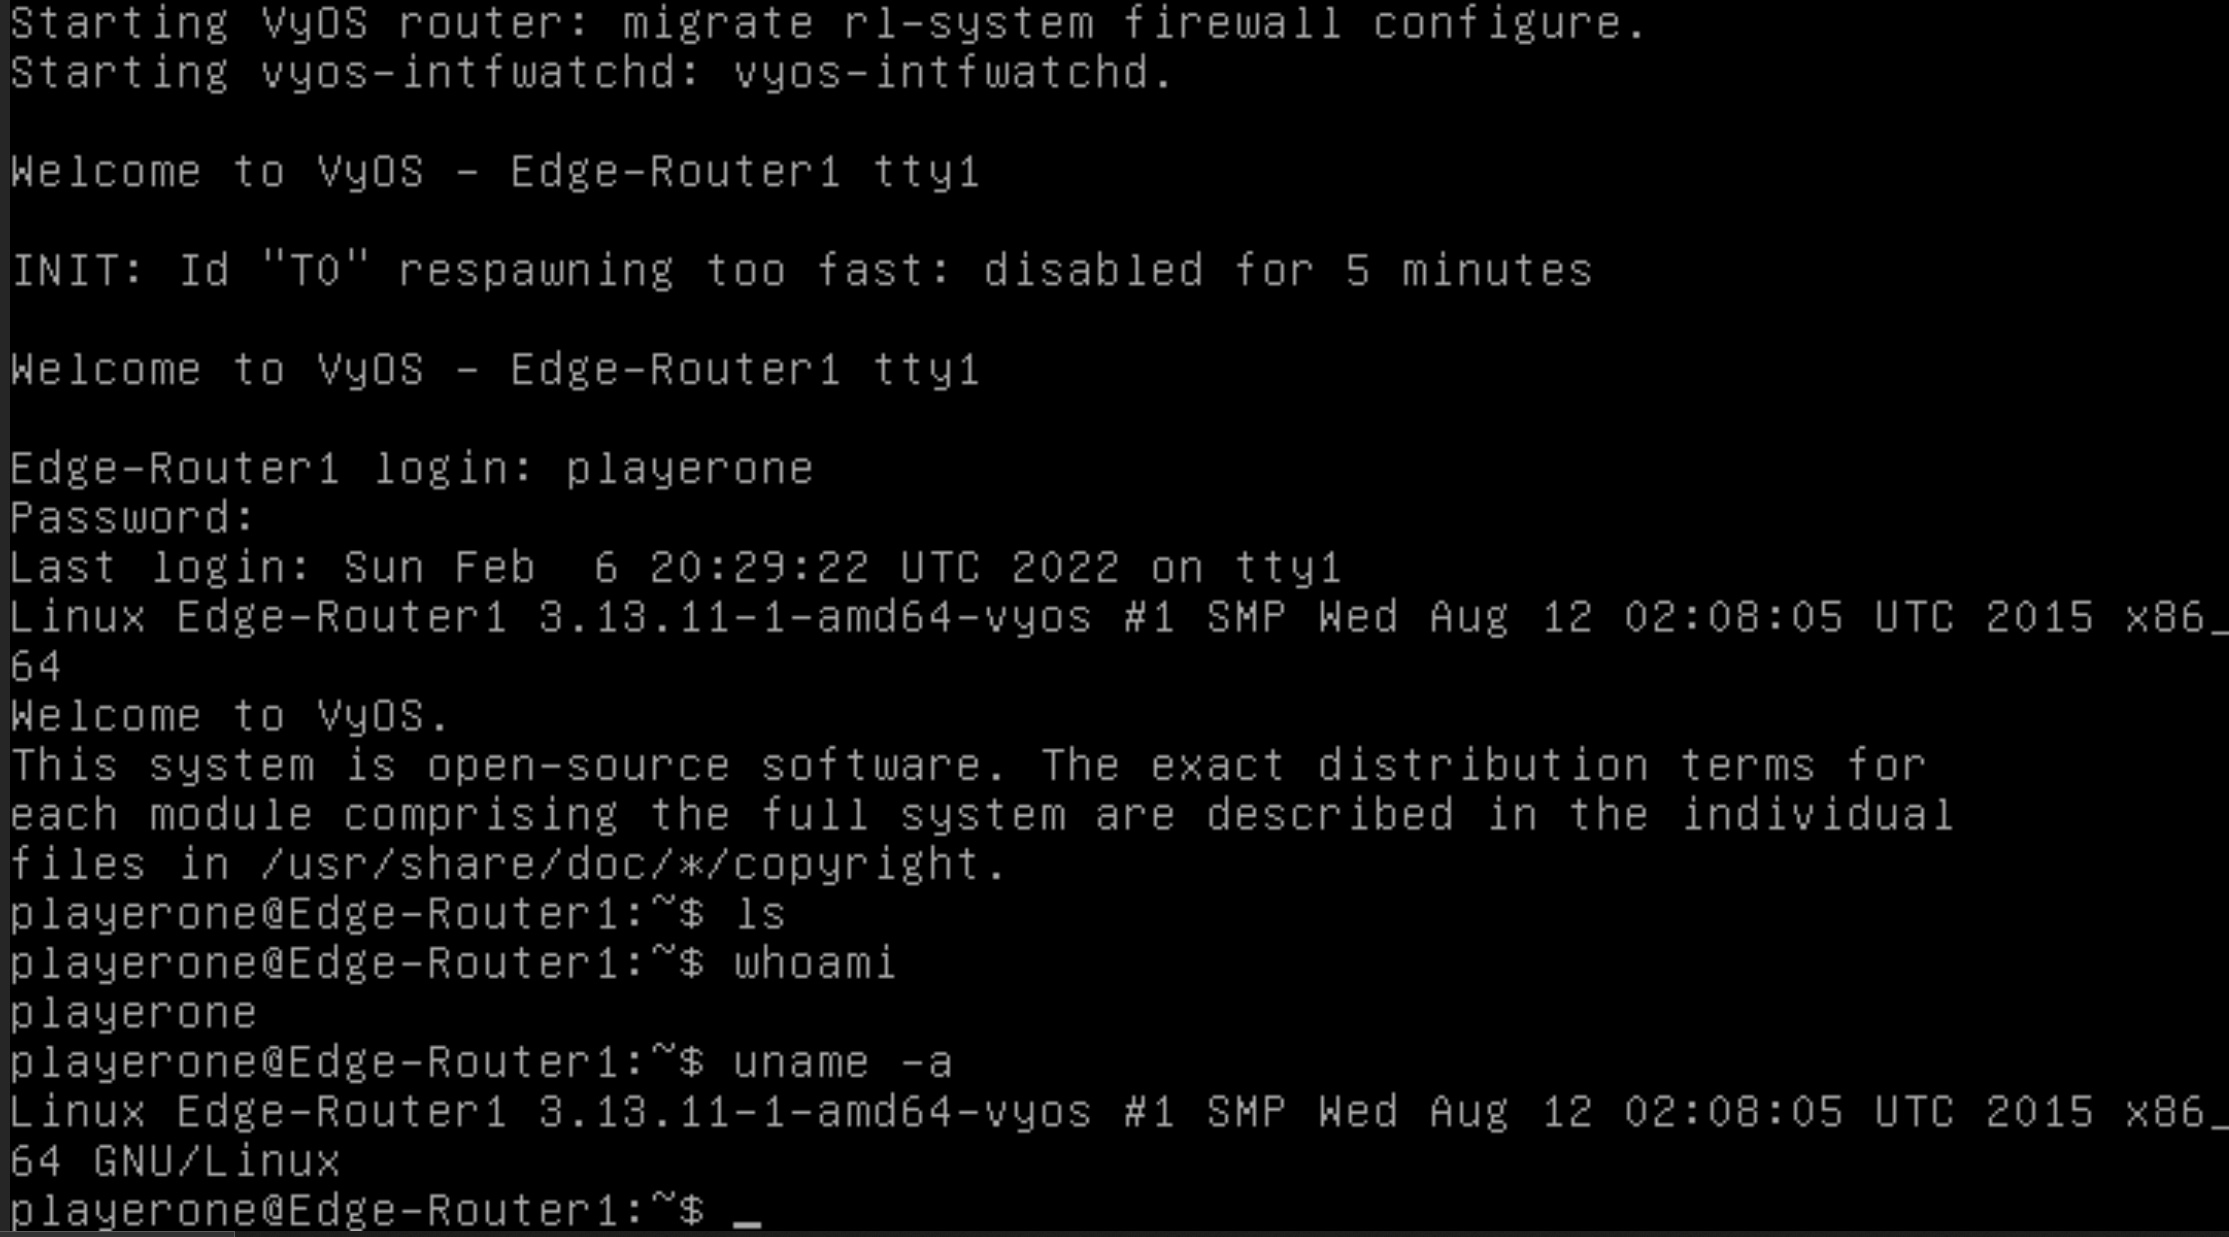 Starting VyOS router: migrate rl-system firewall configure.
Starting vyos-intfwatchd: vyos-intfwatchd.
Welcome to VyOS - Edge-Router1 tty1
INIT: Id "T0" respawning too fast: disabled for 5 minutes
Welcome to VyOS - Edge-Router1 tty1
Edge-Router1 login: playerone
Password:
Last login: Sun Feb  6 20:29:22 UTC 2022 on tty1
Linux Edge-Router1 3.13.11-1-amd64-vyos #1 SMP Wed Aug 12 02:08:05 UTC 2015 x86_
64
Welcome to VyOS.
This system is open-source software. The exact distribution terms for
each module comprising the full system are described in the individual
files in /usr/share/doc/*/copyright.
playerone@Edge-Router1:~$ ls
playerone@Edge-Router1:~$ whoami
playerone
playerone@Edge-Router1:~$ uname -a
Linux Edge-Router1 3.13.11-1-amd64-vyos #1 SMP Wed Aug 12 02:08:05 UTC 2015 x86_
64 GNU/Linux
playerone@Edge-Router1:~$ _